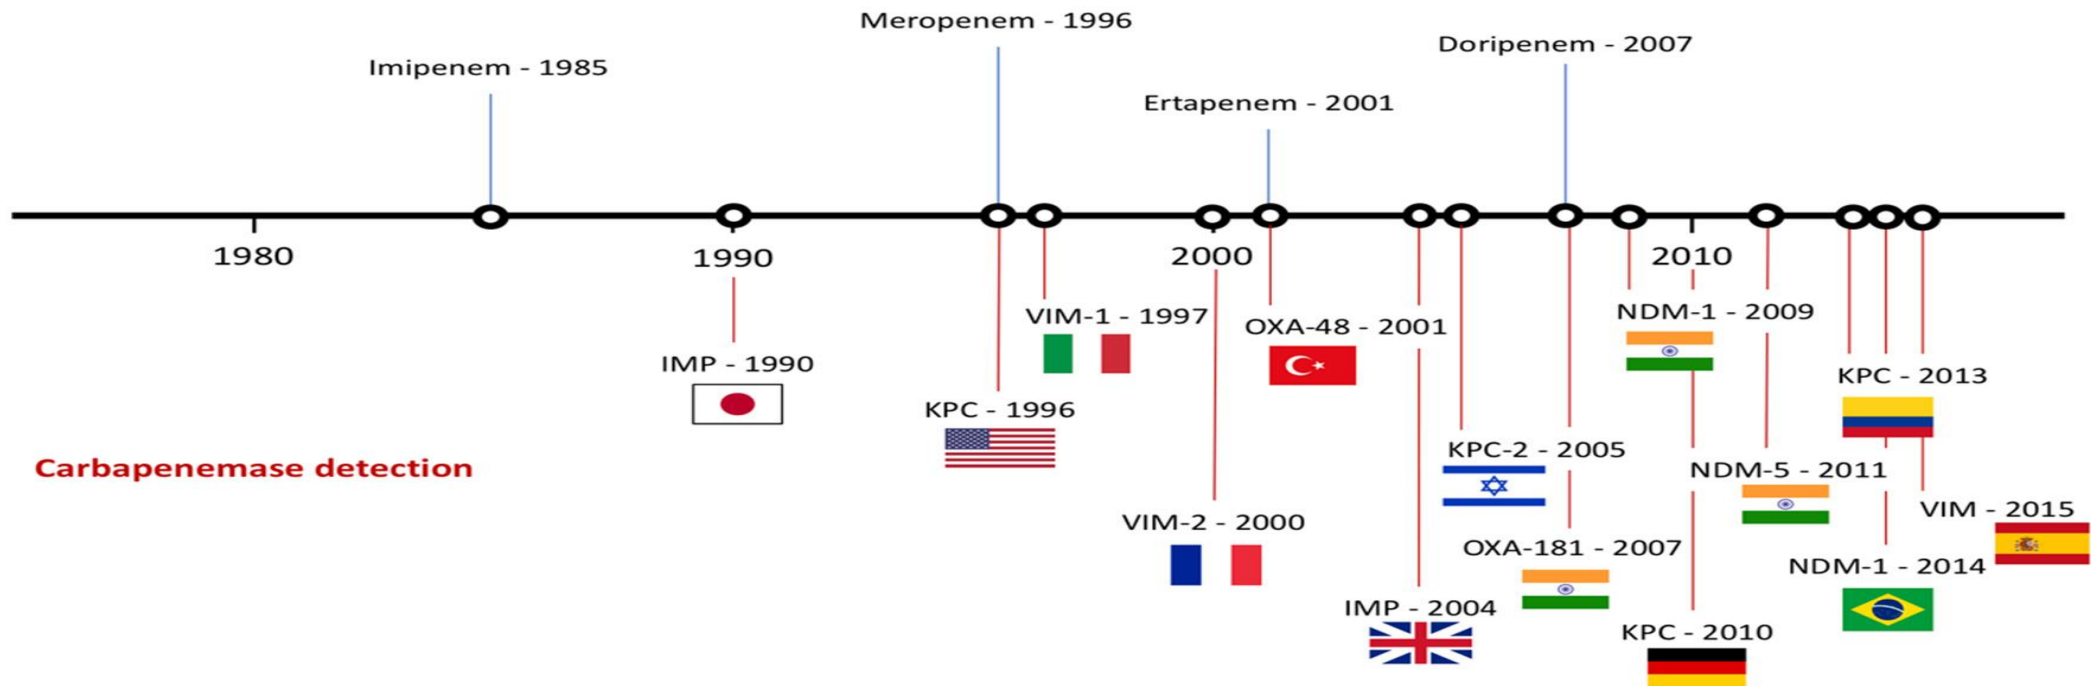 Meropenem - 1996
Doripenem - 2007
Imipenem - 1985
Ertapenem - 2001
1980
1990
2000
2010
VIM-1 - 1997
OXA-48 - 2001
NDM-1 - 2009
IMP - 1990
KPC - 2013
KPC - 1996
KPC-2 - 2005
Carbapenemase detection
NDM-5 - 2011
VIM - 2015
VIM-2 - 2000
OXA-181 - 2007
NDM-1 - 2014
IMP - 2004
KPC - 2010